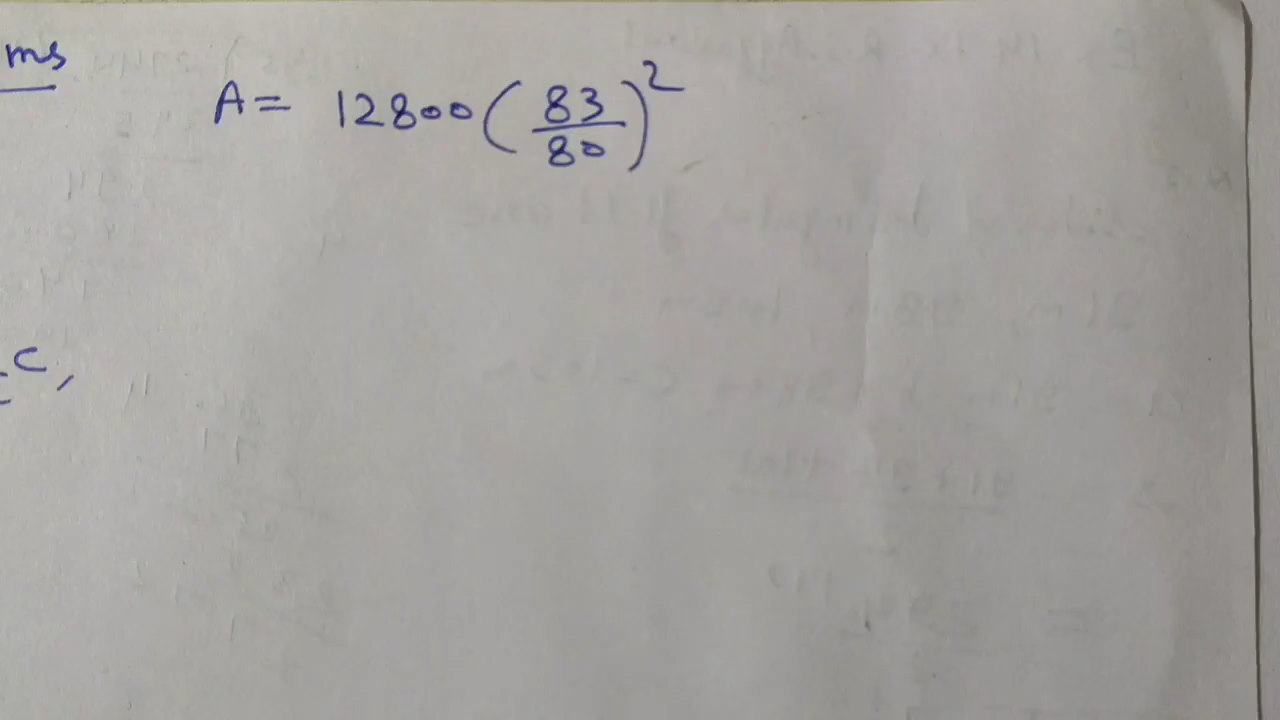 ms
A = 12800 ( 83/80 )²
C,